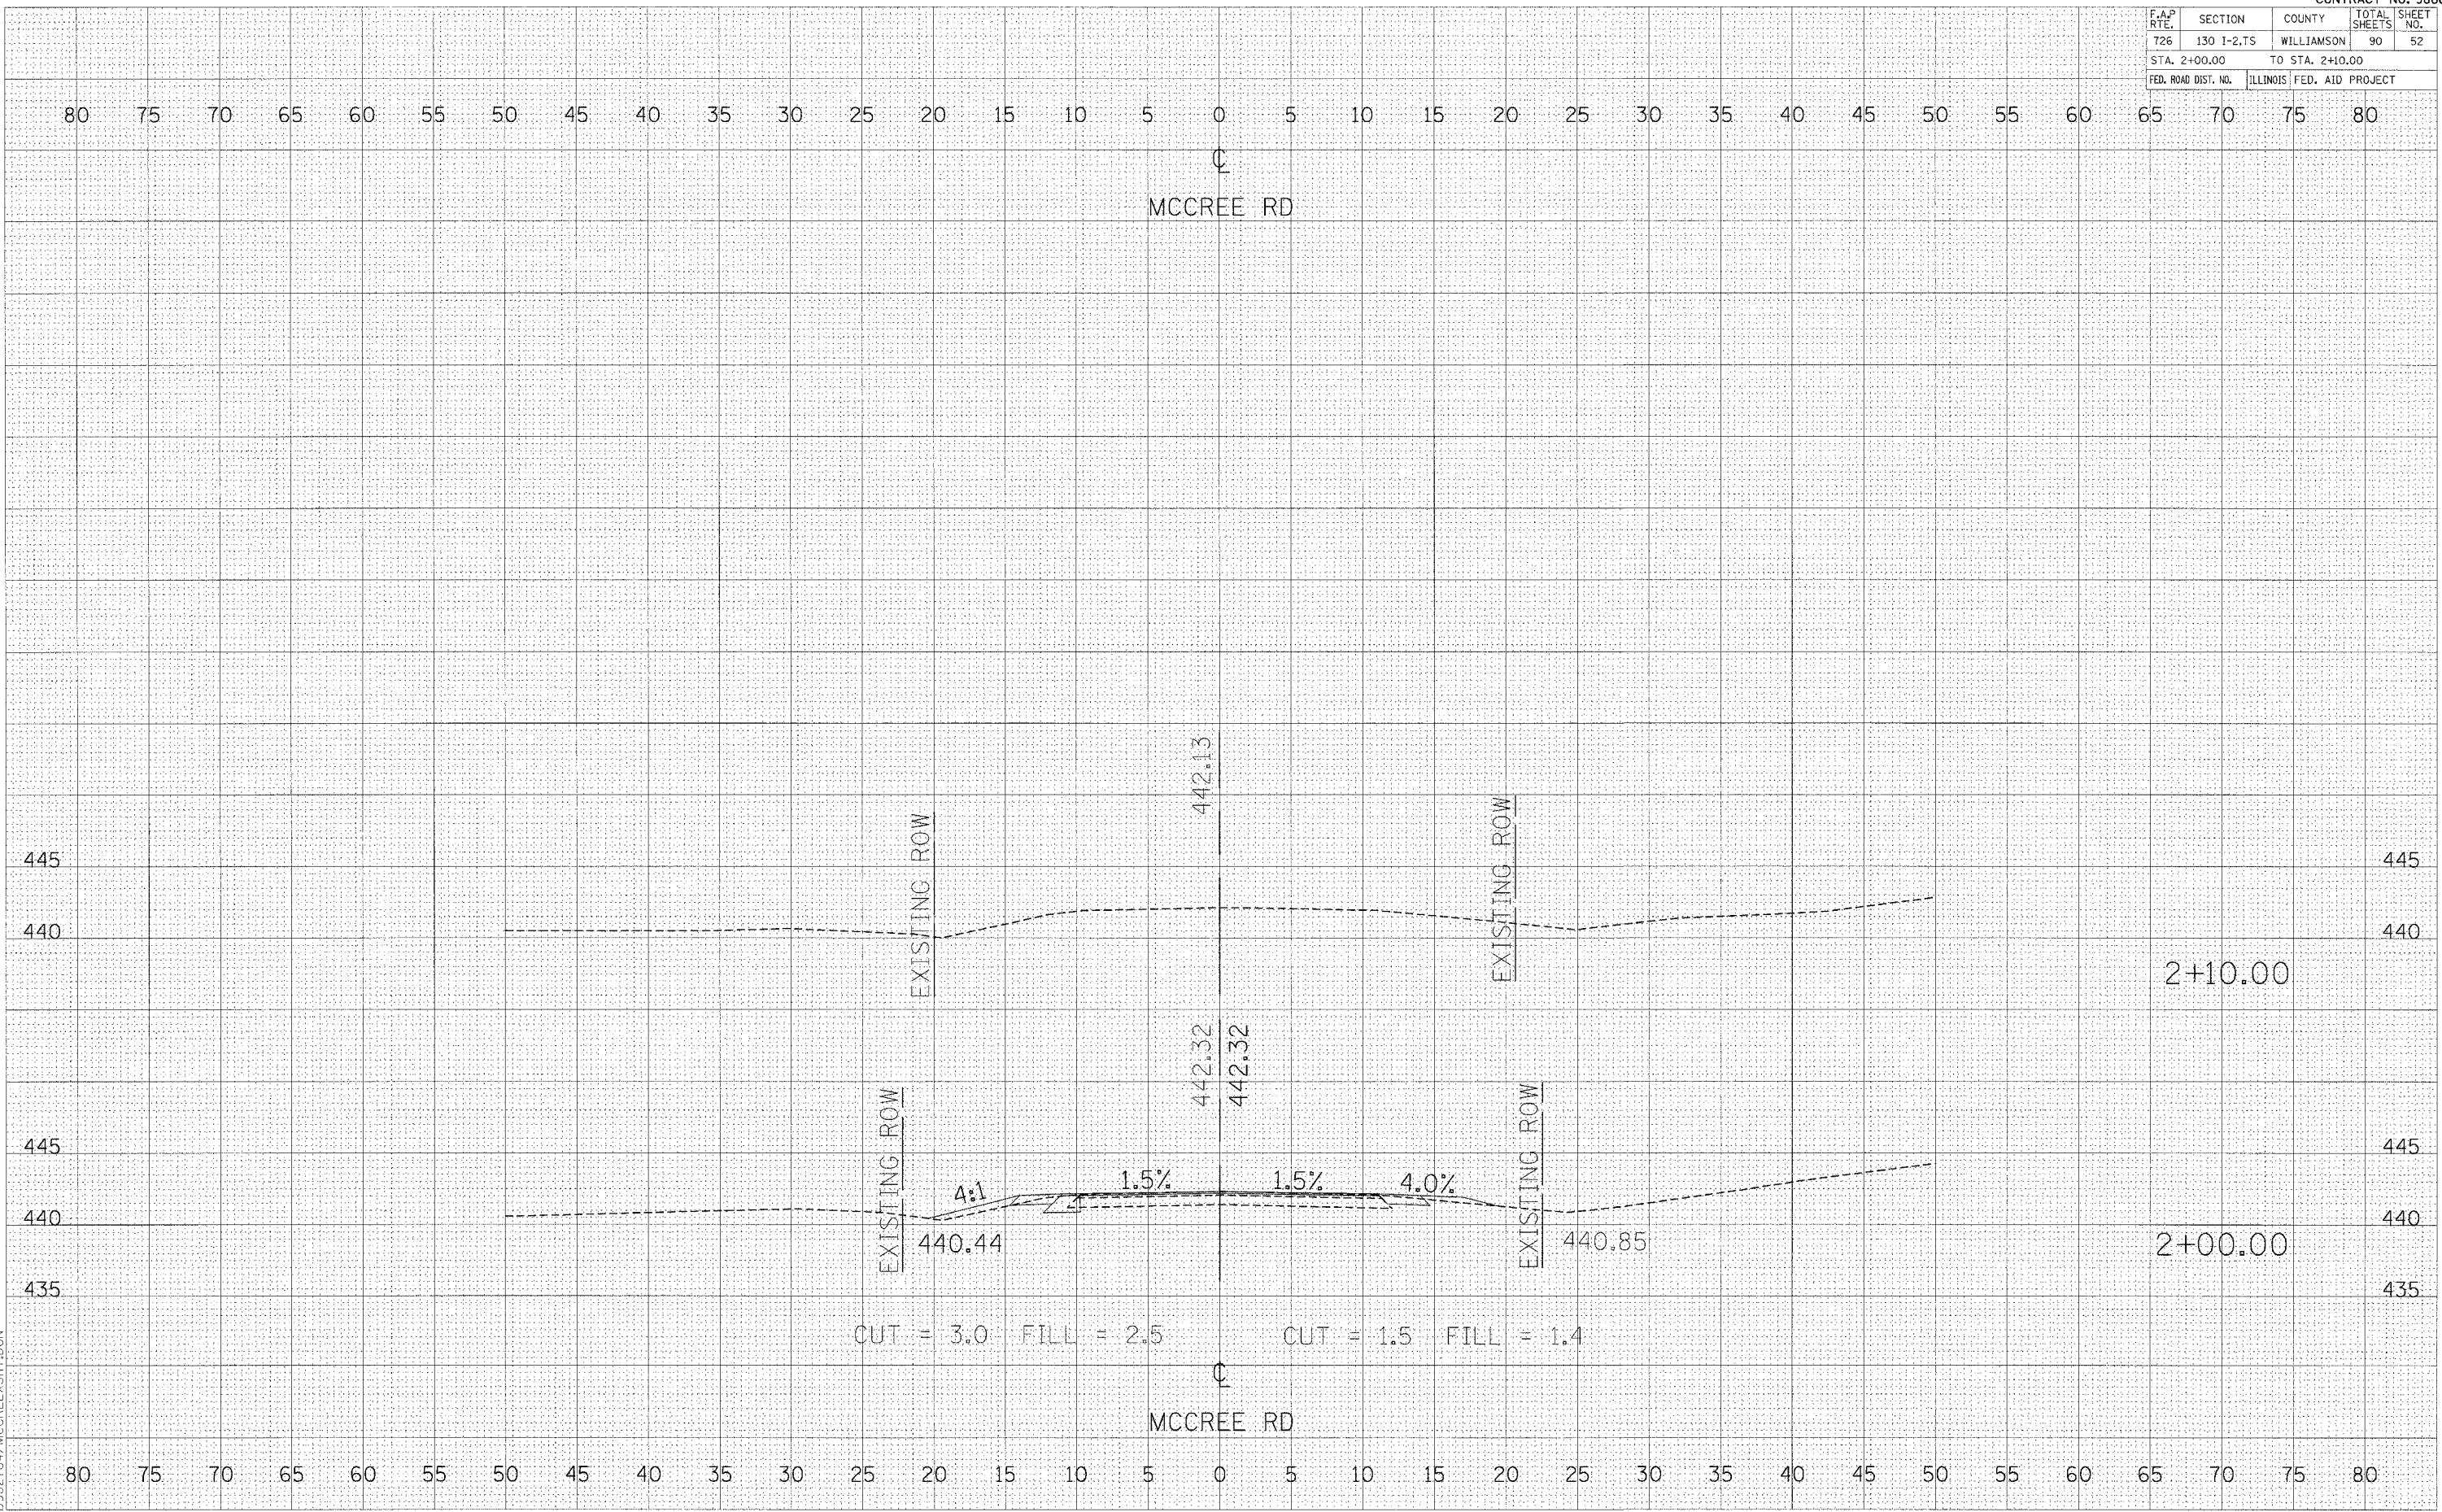 CONTRACT NO.
F.A.P RTE. SECTION COUNTY TOTAL SHEETS SHEET NO.
726 130 I-2,TS WILLIAMSON 90 52
STA. 2+00.00 TO STA. 2+10.00
FED. ROAD DIST. NO. ILLINOIS FED. AID PROJECT
80 75 70 65 60 55 50 45 40 35 30 25 20 15 10 5 0 5 10 15 20 25 30 35 40 45 50 55 60 65 70 75 80
℄
MCCREE RD
442.13
EXISTING ROW
EXISTING ROW
445 445
440 440
2+10.00
442.32
442.32
EXISTING ROW
EXISTING ROW
445 445
4:1 1.5% 1.5% 4.0%
440 440
440.44 440.85
2+00.00
435 435
CUT = 3.0 FILL = 2.5 CUT = 1.5 FILL = 1.4
℄
MCCREE RD
80 75 70 65 60 55 50 45 40 35 30 25 20 15 10 5 0 5 10 15 20 25 30 35 40 45 50 55 60 65 70 75 80